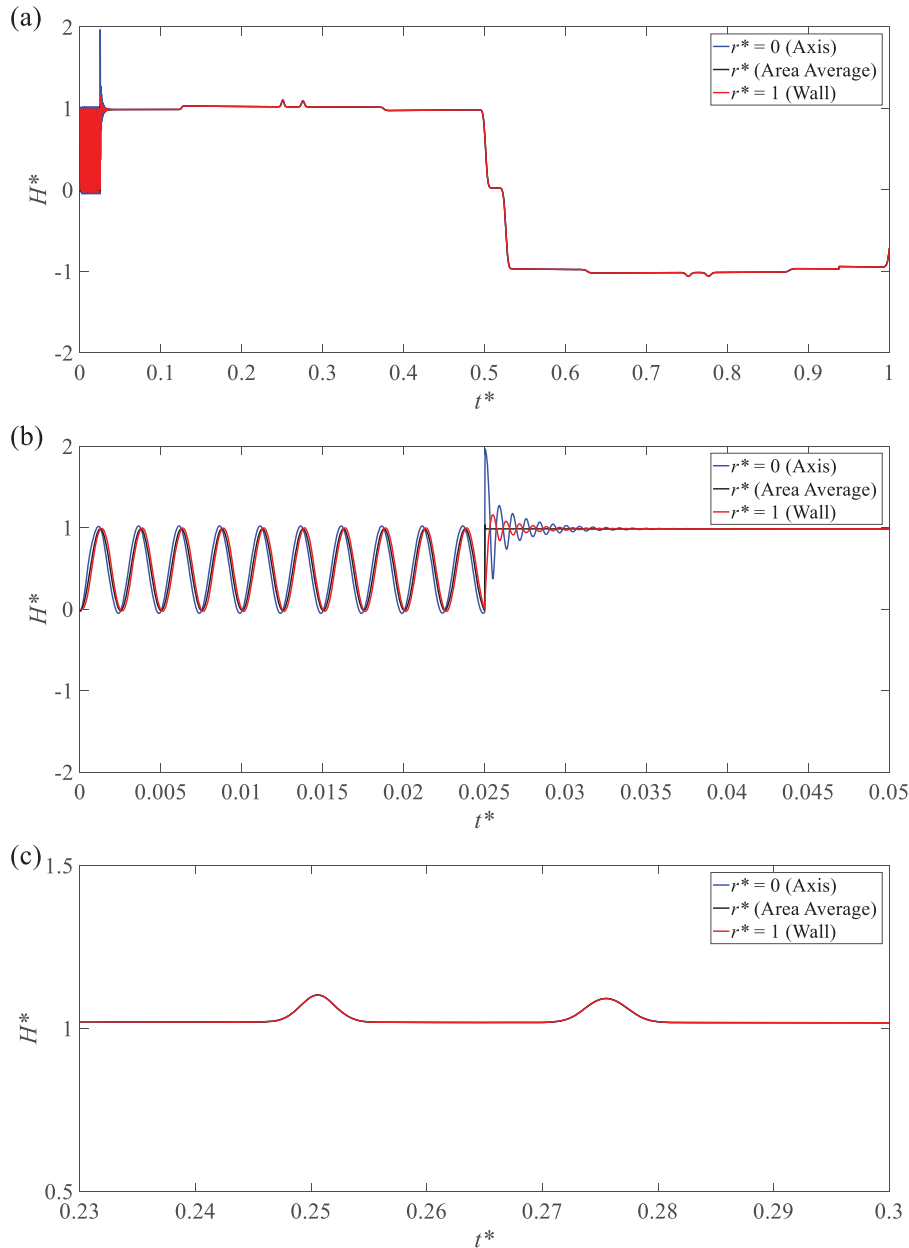 (a)
2
1
0
-1
-2
H*
r* = 0 (Axis)
r* (Area Average)
r* = 1 (Wall)
0 0.1 0.2 0.3 0.4 0.5 0.6 0.7 0.8 0.9 1
t*
(b)
2
1
0
-1
-2
H*
r* = 0 (Axis)
r* (Area Average)
r* = 1 (Wall)
0 0.005 0.01 0.015 0.02 0.025 0.03 0.035 0.04 0.045 0.05
t*
(c)
1.5
1
0.5
H*
r* = 0 (Axis)
r* (Area Average)
r* = 1 (Wall)
0.23 0.24 0.25 0.26 0.27 0.28 0.29 0.3
t*